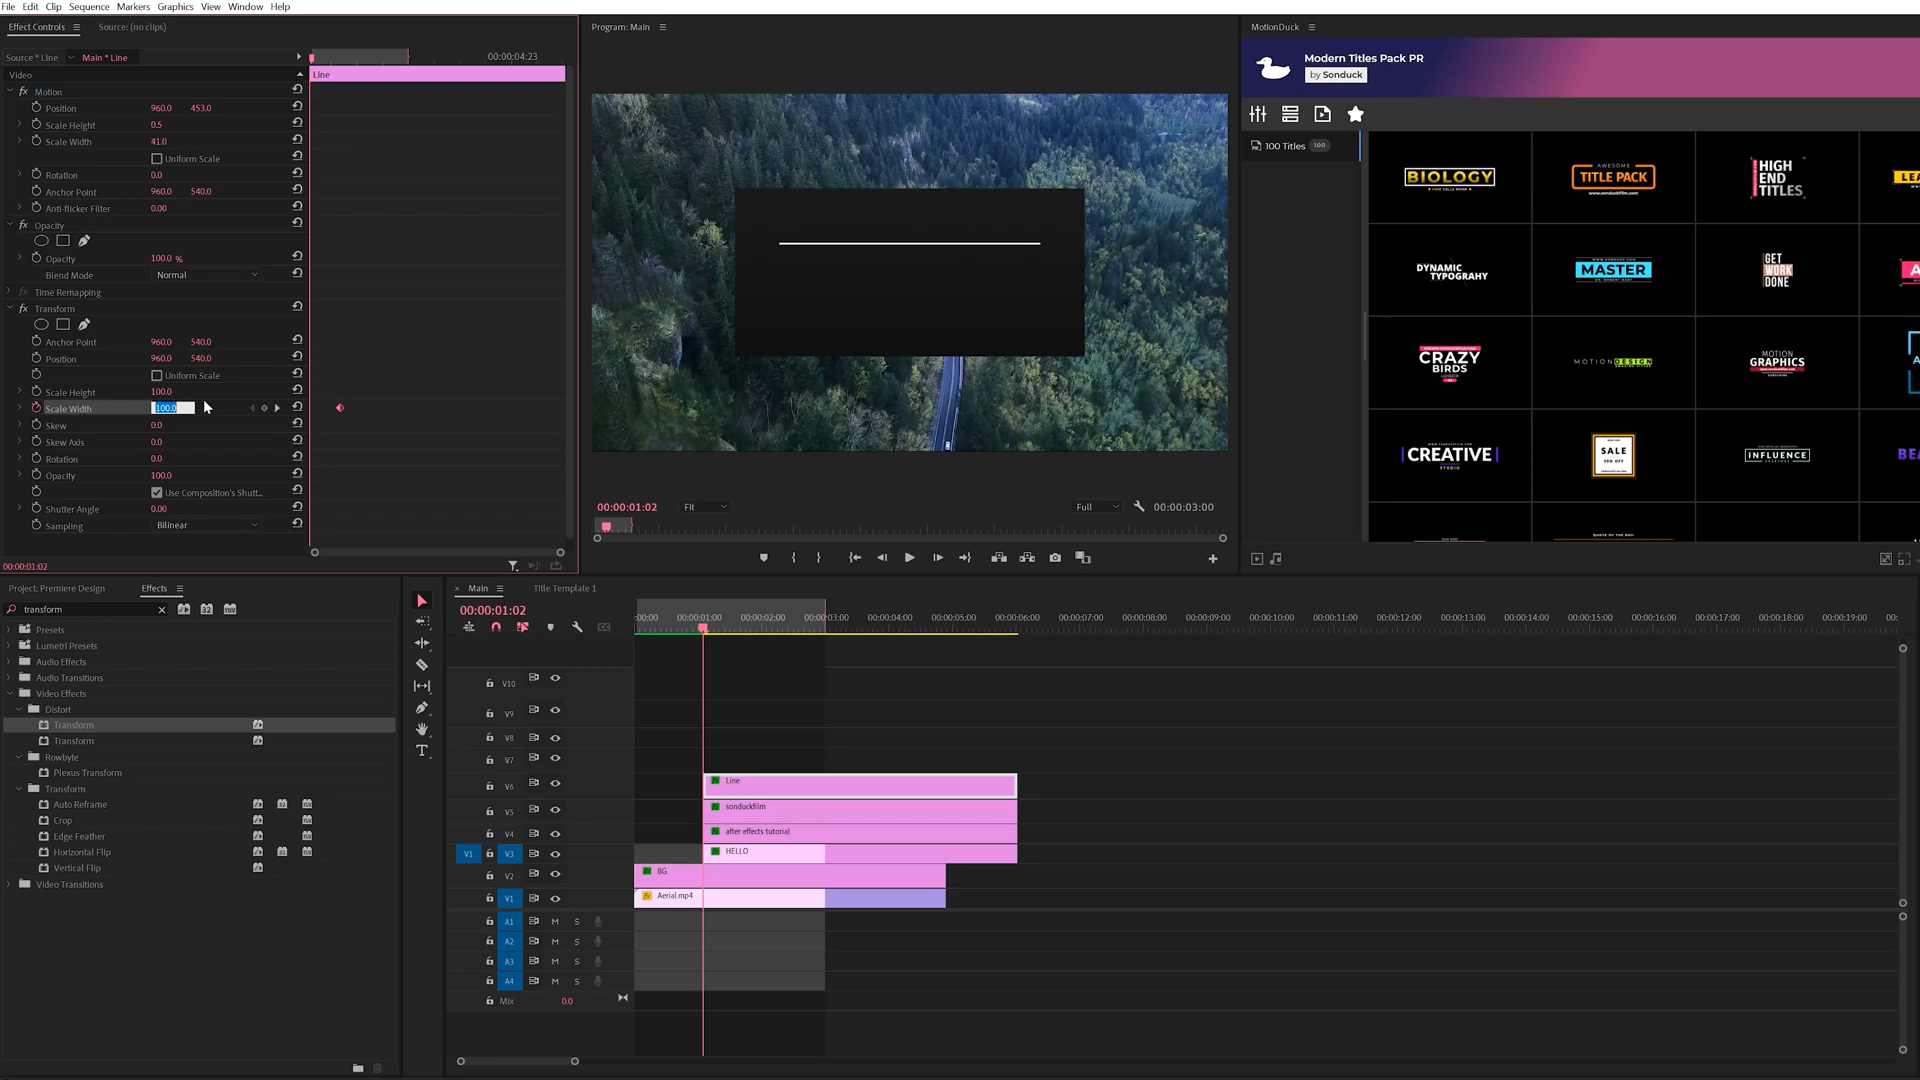 File Edit Clip Sequence Markers Graphics View Window Help
Effect Controls
Source: (no clips)
Source * Line
Main * Line
00:00:04:23
Video
Line
Motion
Position 960.0 453.0
Scale Height 0.5
Scale Width 41.0
Uniform Scale
Rotation 0.0
Anchor Point 960.0 540.0
Anti-flicker Filter 0.00
Opacity
Opacity 100.0 %
Blend Mode Normal
Time Remapping
Transform
Anchor Point 960.0 540.0
Position 960.0 540.0
Uniform Scale
Scale Height 100.0
Scale Width 100.0
Skew 0.0
Skew Axis 0.0
Rotation 0.0
Opacity 100.0
Use Composition's Shutt...
Shutter Angle 0.00
Sampling Bilinear
00:00:01:02
Program: Main
00:00:01:02 Fit Full 00:00:03:00
MotionDuck
Modern Titles Pack PR
by Sonduck
100 Titles 100
BIOLOGY
AWESOME
TITLE PACK
www.sonduckfilm.com
HIGH
END
TITLES
LEA
DYNAMIC
TYPOGRAHY
MASTER
GET
WORK
DONE
A
CRAZY
BIRDS
MOTION DESIGN
MOTION
GRAPHICS
CREATIVE
STUDIO
SALE
INFLUENCE
BEA
Project: Premiere Design
Effects
transform
Presets
Lumetri Presets
Audio Effects
Audio Transitions
Video Effects
Distort
Transform
Transform
Rowbyte
Plexus Transform
Transform
Auto Reframe
Crop
Edge Feather
Horizontal Flip
Vertical Flip
Video Transitions
Main
Title Template 1
00:00:01:02
:00:00 00:00:01:00 00:00:02:00 00:00:03:00 00:00:04:00 00:00:05:00 00:00:06:00 00:00:07:00 00:00:08:00 00:00:09:00 00:00:10:00 00:00:11:00 00:00:12:00 00:00:13:00 00:00:14:00 00:00:15:00 00:00:16:00 00:00:17:00 00:00:18:00 00:00:19:00 00:
V10
V9
V8
V7
V6 Line
V5 sonduckfilm
V4 after effects tutorial
V1 V3 HELLO
V2 BG
V1 Aerial.mp4
A1 M S
A2 M S
A3 M S
A4 M S
Mix 0.0